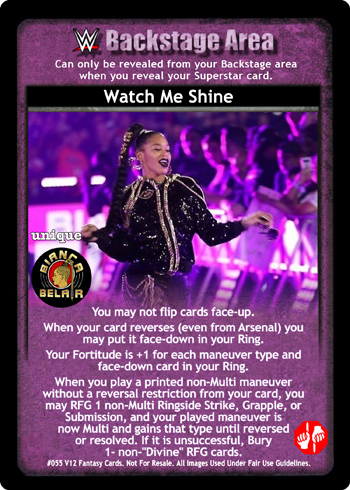 W Backstage Area
Can only be revealed from your Backstage area
when you reveal your Superstar card.
Watch Me Shine
unique
BIANCA
BELAIR
You may not flip cards face-up.
When your card reverses (even from Arsenal) you
may put it face-down in your Ring.
Your Fortitude is +1 for each maneuver type and
face-down card in your Ring.
When you play a printed non-Multi maneuver
without a reversal restriction from your card, you
may RFG 1 non-Multi Ringside Strike, Grapple, or
Submission, and your played maneuver is
now Multi and gains that type until reversed
or resolved. If it is unsuccessful, Bury
1- non-"Divine" RFG cards.
#055 V12 Fantasy Cards. Not For Resale. All Images Used Under Fair Use Guidelines.